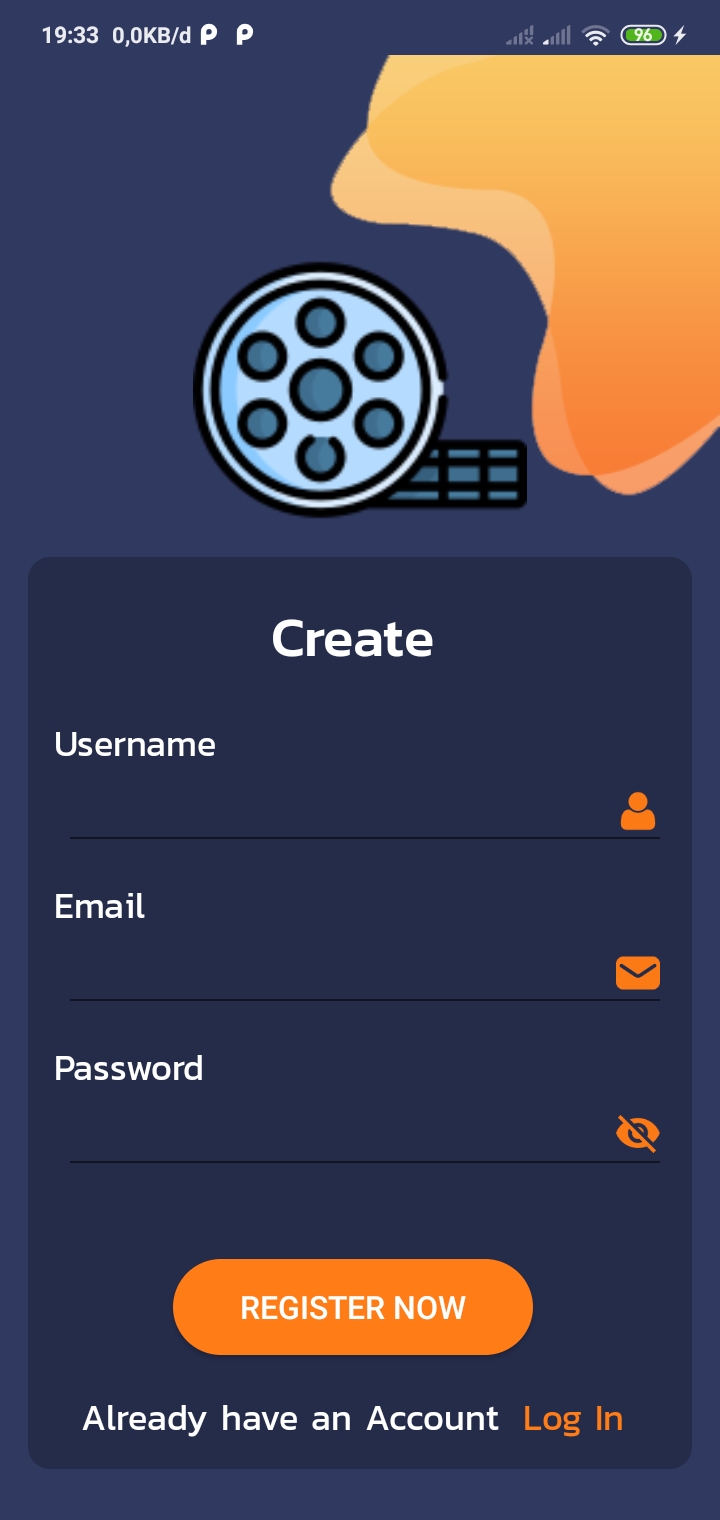 19:33 0,0KB/d 96
Create
Username
Email
Password
REGISTER NOW
Already have an Account Log In